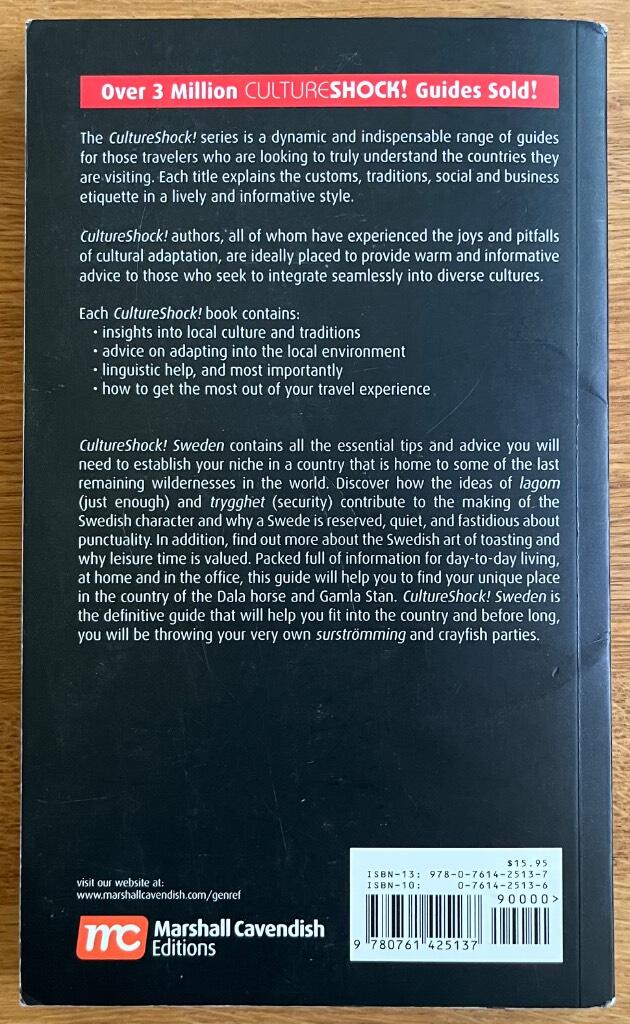 Over 3 Million CULTURESHOCK! Guides Sold!
The CultureShock! series is a dynamic and indispensable range of guides
for those travelers who are looking to truly understand the countries they
are visiting. Each title explains the customs, traditions, social and business
etiquette in a lively and informative style.
CultureShock! authors, all of whom have experienced the joys and pitfalls
of cultural adaptation, are ideally placed to provide warm and informative
advice to those who seek to integrate seamlessly into diverse cultures.
Each CultureShock! book contains:
• insights into local culture and traditions
• advice on adapting into the local environment
• linguistic help, and most importantly
• how to get the most out of your travel experience
CultureShock! Sweden contains all the essential tips and advice you will
need to establish your niche in a country that is home to some of the last
remaining wildernesses in the world. Discover how the ideas of lagom
(just enough) and trygghet (security) contribute to the making of the
Swedish character and why a Swede is reserved, quiet, and fastidious about
punctuality. In addition, find out more about the Swedish art of toasting and
why leisure time is valued. Packed full of information for day-to-day living,
at home and in the office, this guide will help you to find your unique place
in the country of the Dala horse and Gamla Stan. CultureShock! Sweden is
the definitive guide that will help you fit into the country and before long,
you will be throwing your very own surströmming and crayfish parties.
visit our website at:
www.marshallcavendish.com/genref
mc Marshall Cavendish
Editions
$15.95
ISBN-13: 978-0-7614-2513-7
ISBN-10: 0-7614-2513-6
90000>
9 780761 425137